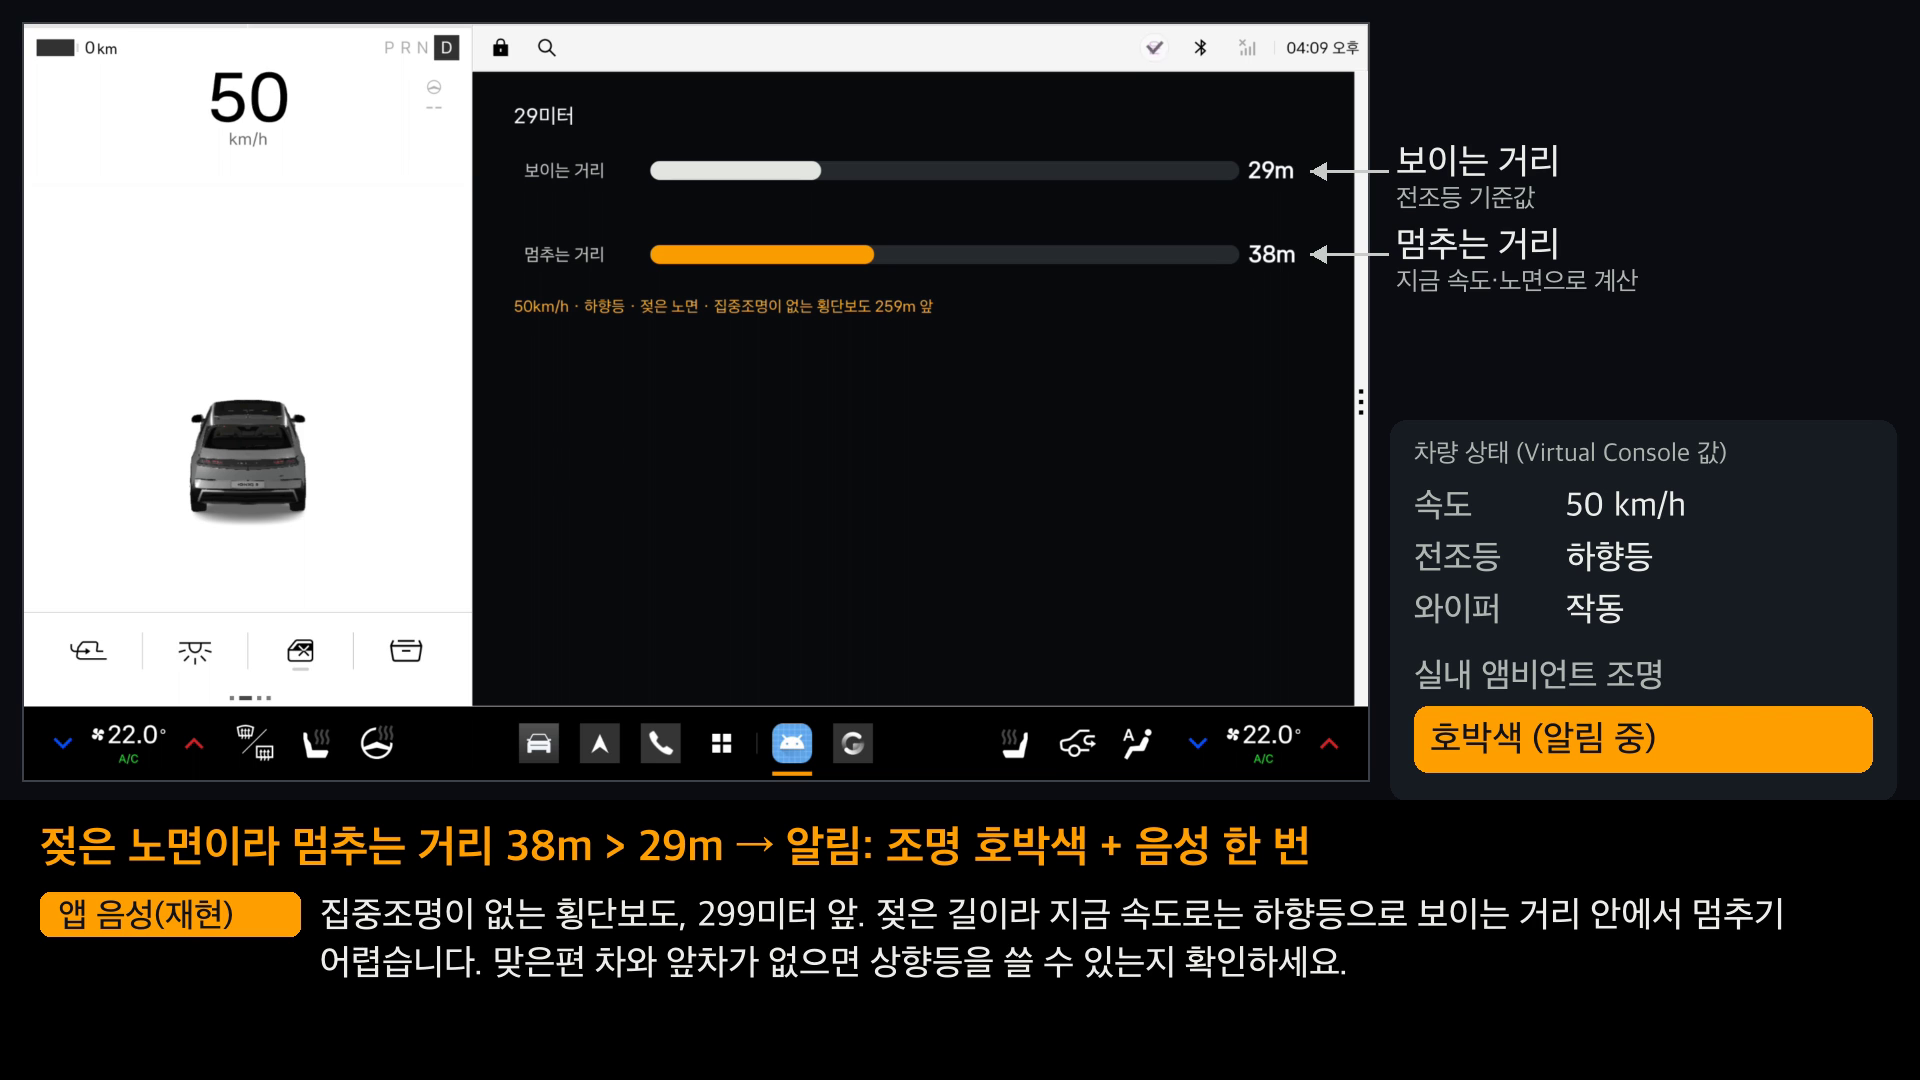 0 km
P R N D
04:09 오후
50
km/h
--
29미터
보이는 거리
29m
보이는 거리
전조등 기준값
멈추는 거리
38m
멈추는 거리
지금 속도·노면으로 계산
50km/h · 하향등 · 젖은 노면 · 집중조명이 없는 횡단보도 259m 앞
차량 상태 (Virtual Console 값)
속도 50 km/h
전조등 하향등
와이퍼 작동
실내 앰비언트 조명
호박색 (알림 중)
22.0°
A/C
A
22.0°
A/C
젖은 노면이라 멈추는 거리 38m > 29m → 알림: 조명 호박색 + 음성 한 번
앱 음성(재현)
집중조명이 없는 횡단보도, 299미터 앞. 젖은 길이라 지금 속도로는 하향등으로 보이는 거리 안에서 멈추기
어렵습니다. 맞은편 차와 앞차가 없으면 상향등을 쓸 수 있는지 확인하세요.